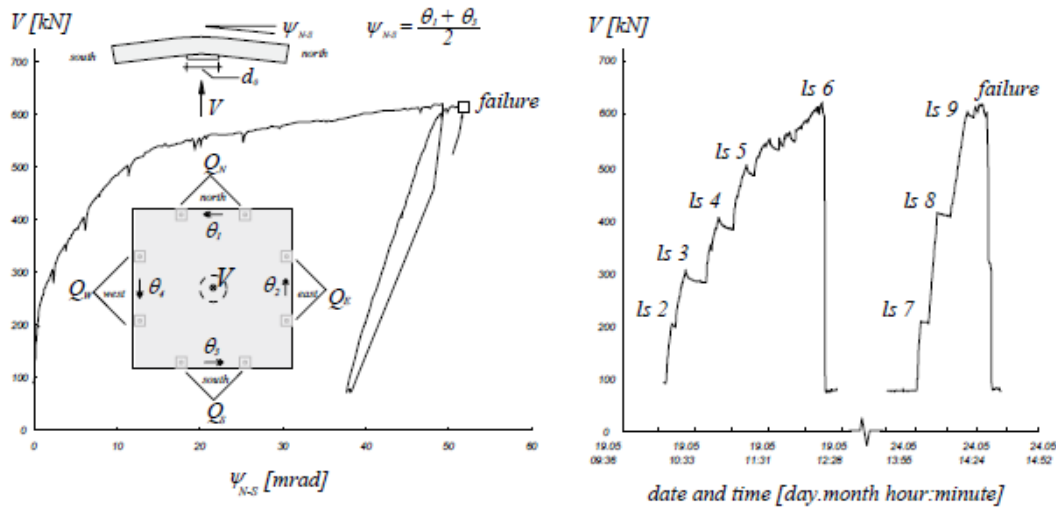 V [kN]
ψN-S
ψN-S = θ1 + θ3
2
south
north
ds
V
failure
700
600
500
400
300
200
100
0
QN
north
θ1
QW
west
θ4
V
θ2
east
QE
θ3
south
QS
0
10
20
30
40
50
60
ψN-S [mrad]
V [kN]
700
600
500
400
300
200
100
0
ls 2
ls 3
ls 4
ls 5
ls 6
ls 7
ls 8
ls 9
failure
19.05 19.05 19.05 19.05 24.05 24.05 24.05
09:36 10:33 11:31 12:28 13:55 14:24 14:52
date and time [day.month hour:minute]